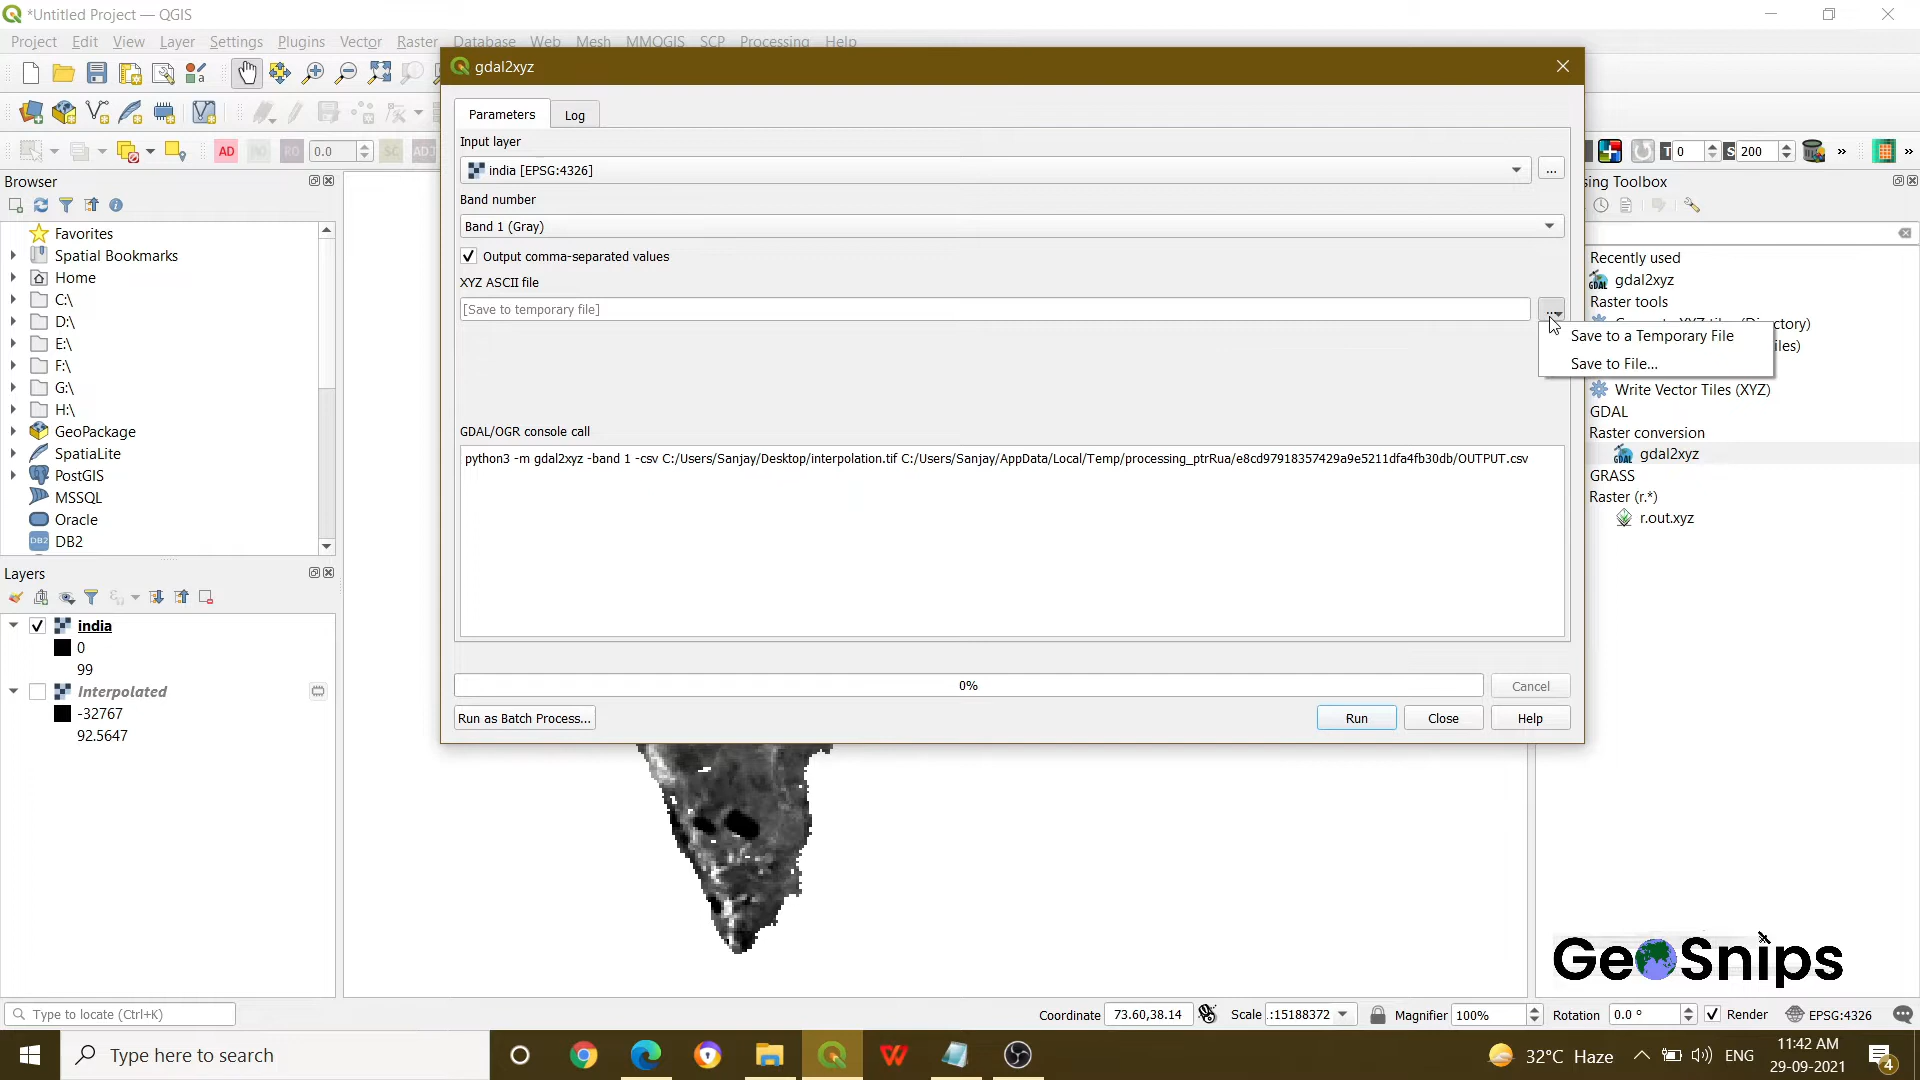 *Untitled Project — QGIS
Project Edit View Layer Settings Plugins Vector Raster Database Web Mesh MMQGIS SCP Processing Help
gdal2xyz
Parameters Log
Input layer
india [EPSG:4326]
...
Band number
Band 1 (Gray)
Output comma-separated values
XYZ ASCII file
[Save to temporary file]
Save to a Temporary File
Save to File...
GDAL/OGR console call
python3 -m gdal2xyz -band 1 -csv C:/Users/Sanjay/Desktop/interpolation.tif C:/Users/Sanjay/AppData/Local/Temp/processing_ptrRua/e8cd97918357429a9e5211dfa4fb30db/OUTPUT.csv
0%
Cancel
Run as Batch Process...
Run
Close
Help
AD
0.0
T 0
S 200
»
»
Browser
Favorites
Spatial Bookmarks
Home
C:\
D:\
E:\
F:\
G:\
H:\
GeoPackage
SpatiaLite
PostGIS
MSSQL
Oracle
DB2
Layers
india
0
99
Interpolated
-32767
92.5647
sing Toolbox
Recently used
gdal2xyz
Raster tools
(Directory)
iles)
Write Vector Tiles (XYZ)
GDAL
Raster conversion
gdal2xyz
GRASS
Raster (r.*)
r.out.xyz
GeoSnips
Type to locate (Ctrl+K)
Coordinate 73.60,38.14
Scale :15188372
Magnifier 100%
Rotation 0.0 °
Render
EPSG:4326
Type here to search
32°C Haze
ENG
11:42 AM
29-09-2021
4